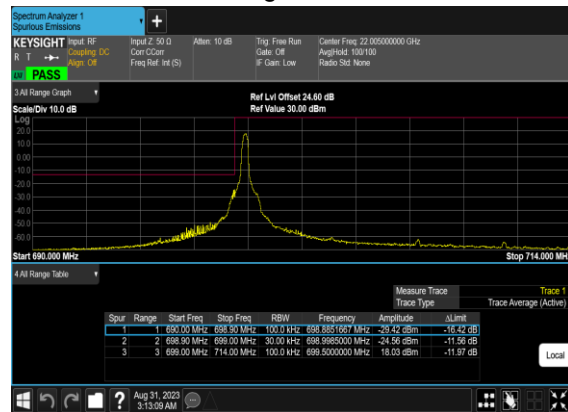 Spectrum Analyzer 1
Spurious Emissions
+
KEYSIGHT Input: RF Input Z: 50 Ω Atten: 10 dB Trig: Free Run Center Freq: 22.005000000 GHz
R T Coupling: DC Corr CCorr Gate: Off Avg|Hold: 100/100
Align: Off Freq Ref: Int (S) IF Gain: Low Radio Std: None
LW PASS
3 All Range Graph
Ref Lvl Offset 24.60 dB
Scale/Div 10.0 dB Ref Value 30.00 dBm
Log
20.0
10.0
0.00
-10.0
-20.0
-30.0
-40.0
-50.0
-60.0
Start 690.000 MHz Stop 714.000 MH
4 All Range Table
Measure Trace Trace 1
Trace Type Trace Average (Active)
Spur Range Start Freq Stop Freq RBW Frequency Amplitude ΔLimit
1 1 690.00 MHz 698.90 MHz 100.0 kHz 698.8851667 MHz -29.42 dBm -16.42 dB
2 2 698.90 MHz 699.00 MHz 30.00 kHz 698.9985000 MHz -24.56 dBm -11.56 dB
3 3 699.00 MHz 714.00 MHz 100.0 kHz 699.5000000 MHz 18.03 dBm -11.97 dB
Local
? Aug 31, 2023
3:13:09 AM